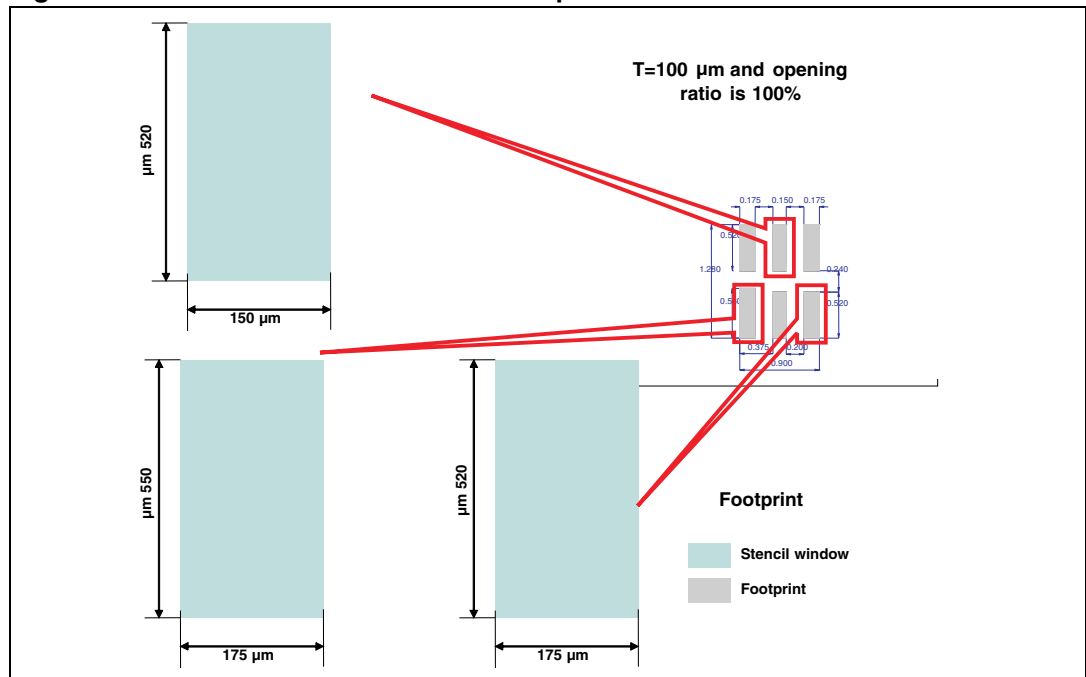 T=100 µm and opening
ratio is 100%
µm 520
150 µm
0.175 0.150 0.175
1.280
0.240
0.520
0.375
0.200
0.900
µm 550
175 µm
µm 520
175 µm
Footprint
Stencil window
Footprint